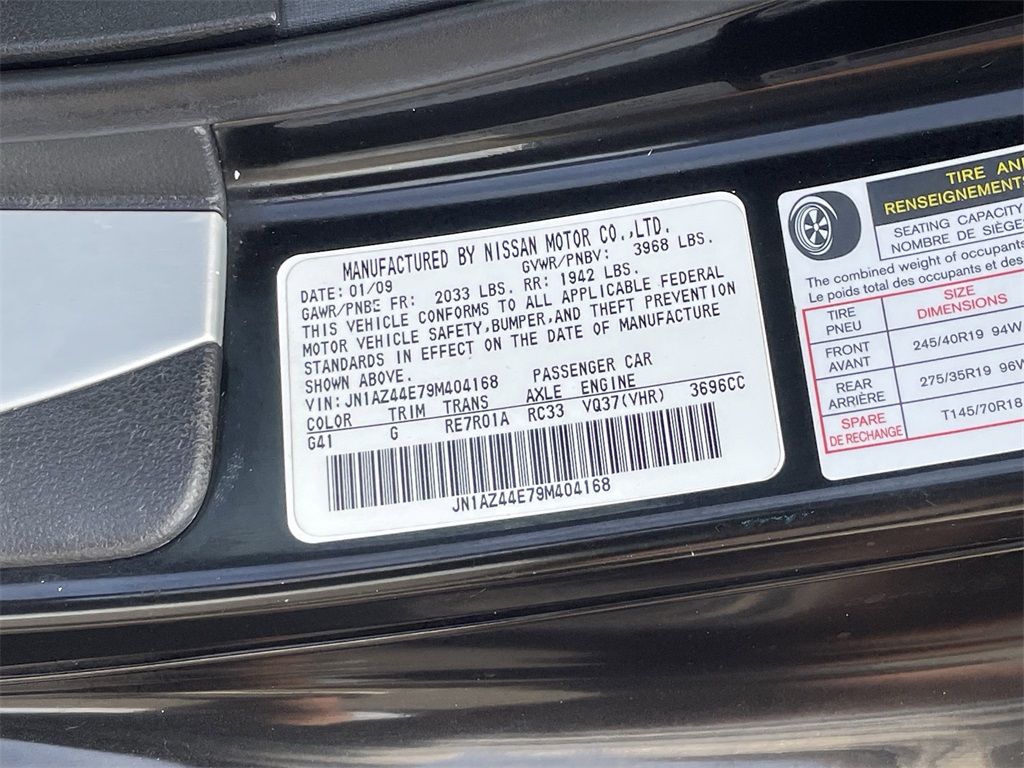 MANUFACTURED BY NISSAN MOTOR CO.,LTD.
DATE: 01/09 GVWR/PNBV: 3968 LBS.
GAWR/PNBE FR: 2033 LBS. RR: 1942 LBS.
THIS VEHICLE CONFORMS TO ALL APPLICABLE FEDERAL
MOTOR VEHICLE SAFETY,BUMPER,AND THEFT PREVENTION
STANDARDS IN EFFECT ON THE DATE OF MANUFACTURE
SHOWN ABOVE.
VIN:JN1AZ44E79M404168 PASSENGER CAR
COLOR TRIM TRANS AXLE ENGINE
G41 G RE7R01A RC33 VQ37(VHR) 3696CC
JN1AZ44E79M404168
TIRE AN
RENSEIGNEMENT
SEATING CAPACITY
NOMBRE DE SIÈGE
The combined weight of occupants
Le poids total des occupants et des
TIRE
PNEU
SIZE
DIMENSIONS
FRONT
AVANT
245/40R19 94W
REAR
ARRIÈRE
275/35R19 96W
SPARE
DE RECHANGE
T145/70R18